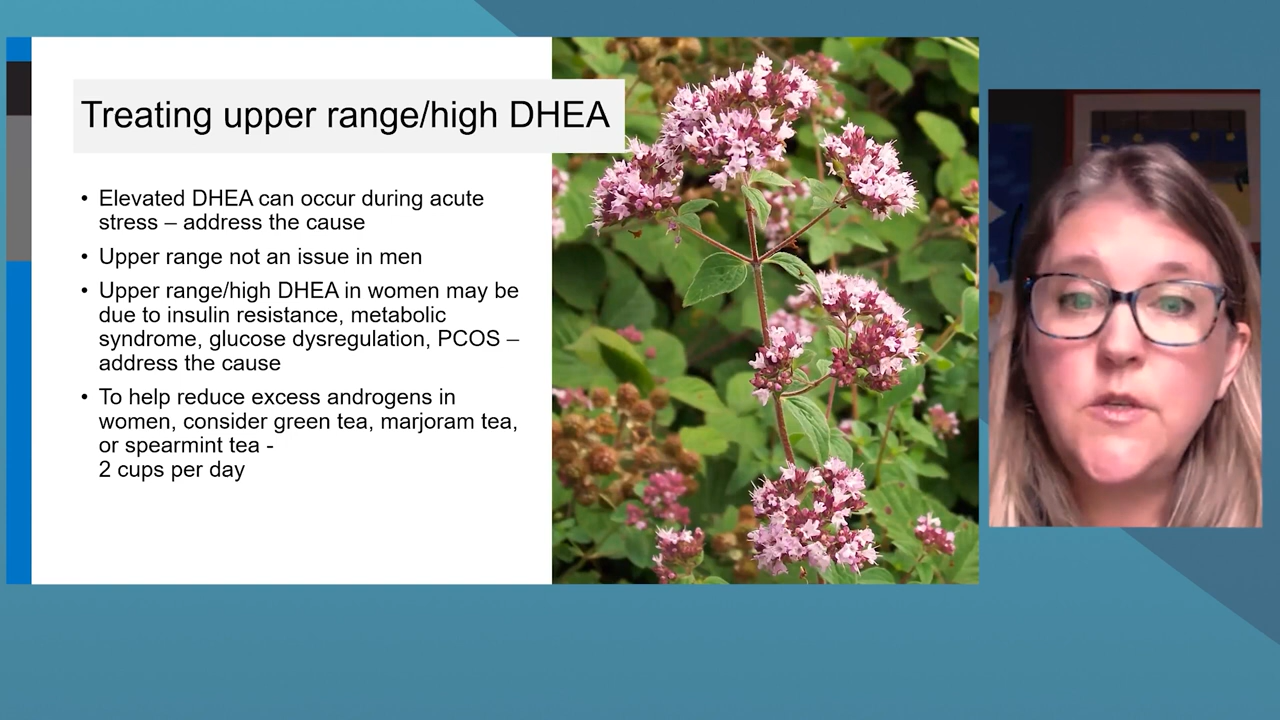 Treating upper range/high DHEA
• Elevated DHEA can occur during acute
stress – address the cause
• Upper range not an issue in men
• Upper range/high DHEA in women may be
due to insulin resistance, metabolic
syndrome, glucose dysregulation, PCOS –
address the cause
• To help reduce excess androgens in
women, consider green tea, marjoram tea,
or spearmint tea -
2 cups per day